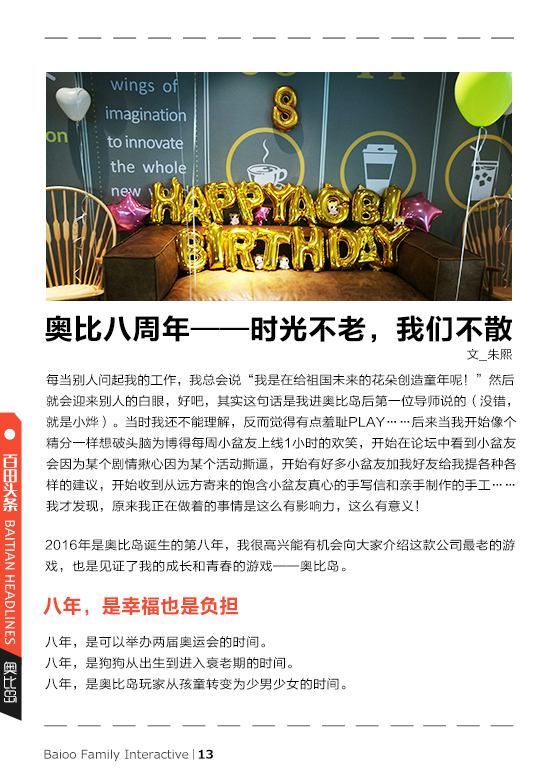 wings of
imagination
to innovate
the whole
new
on
8
HAPPY AOBI
BIRTHDAY
奥比八周年——时光不老，我们不散
文_朱熙
每当别人问起我的工作，我总会说“我是在给祖国未来的花朵创造童年呢！”然后
就会迎来别人的白眼，好吧，其实这句话是我进奥比岛后第一位导师说的（没错，
就是小烨）。当时我还不能理解，反而觉得有点羞耻PLAY……后来当我开始像个
精分一样想破头脑为博得每周小盆友上线1小时的欢笑，开始在论坛中看到小盆友
会因为某个剧情揪心因为某个活动撕逼，开始有好多小盆友加我好友给我提各种各
样的建议，开始收到从远方寄来的饱含小盆友真心的手写信和亲手制作的手工……
我才发现，原来我正在做着的事情是这么有影响力，这么有意义！
2016年是奥比岛诞生的第八年，我很高兴能有机会向大家介绍这款公司最老的游
戏，也是见证了我的成长和青春的游戏——奥比岛。
八年，是幸福也是负担
八年，是可以举办两届奥运会的时间。
八年，是狗狗从出生到进入衰老期的时间。
八年，是奥比岛玩家从孩童转变为少男少女的时间。
百田头条 BAITIAN HEADLINES
奥比岛
Baioo Family Interactive | 13